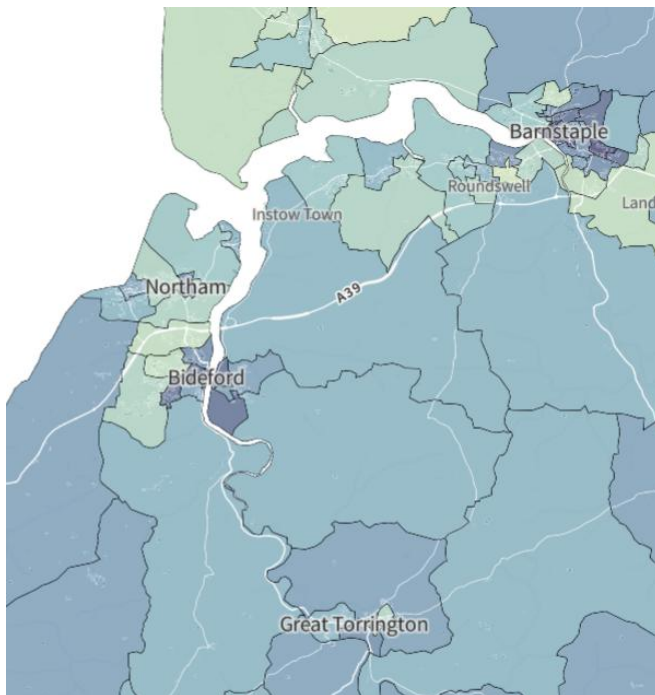 Barnstaple
Roundswell
Land
Instow Town
Northam
A39
Bideford
Great Torrington